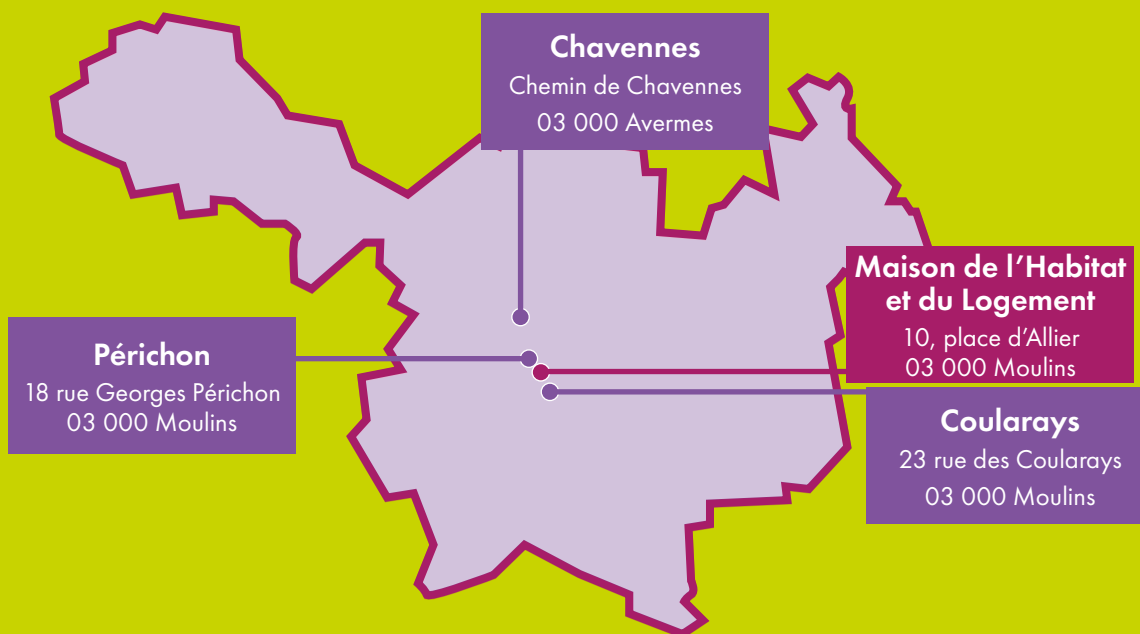 Chavennes
Chemin de Chavennes
03 000 Avermes
Maison de l’Habitat
et du Logement
10, place d’Allier
03 000 Moulins
Périchon
18 rue Georges Périchon
03 000 Moulins
Coularays
23 rue des Coularays
03 000 Moulins